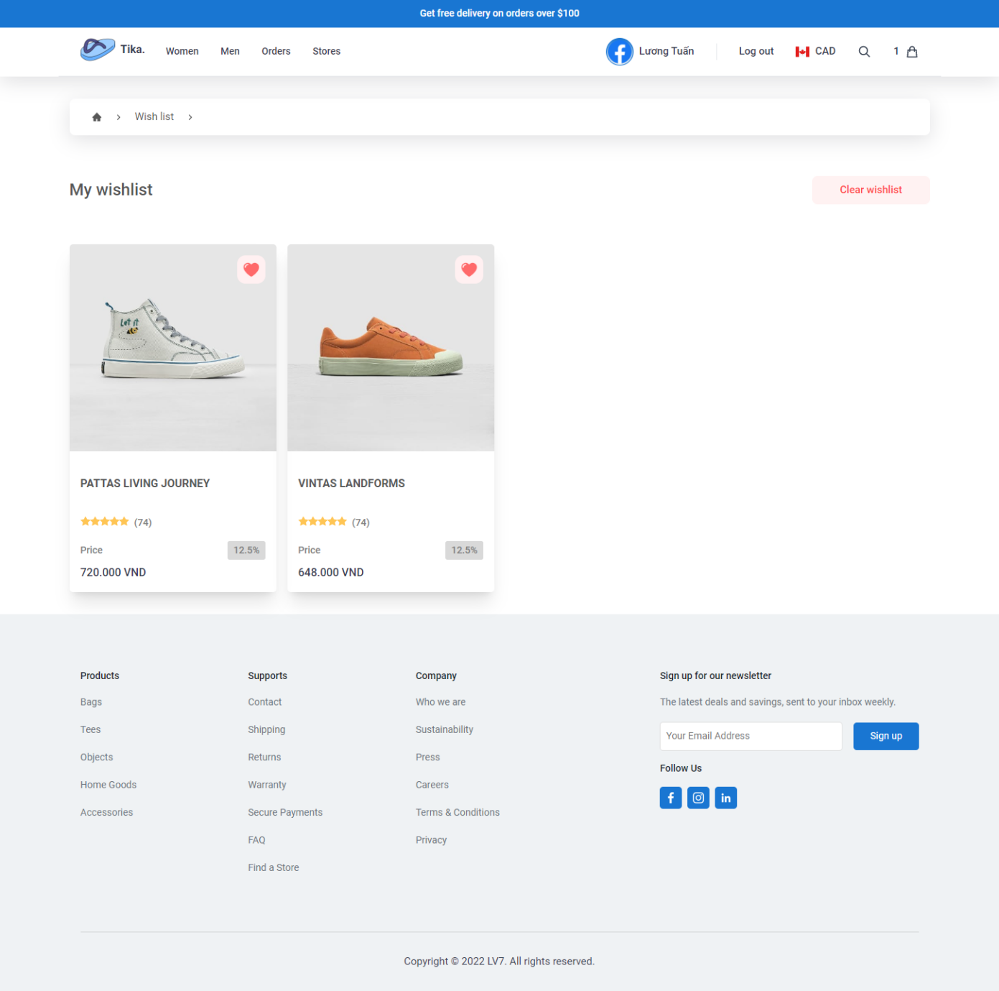 Get free delivery on orders over $100
Tika. Women Men Orders Stores Lương Tuấn Log out CAD 1
Wish list
My wishlist
Clear wishlist
Let it
PATTAS LIVING JOURNEY
(74)
Price 12.5%
720.000 VND
VINTAS LANDFORMS
(74)
Price 12.5%
648.000 VND
Products
Bags
Tees
Objects
Home Goods
Accessories
Supports
Contact
Shipping
Returns
Warranty
Secure Payments
FAQ
Find a Store
Company
Who we are
Sustainability
Press
Careers
Terms & Conditions
Privacy
Sign up for our newsletter
The latest deals and savings, sent to your inbox weekly.
Your Email Address Sign up
Follow Us
Copyright © 2022 LV7. All rights reserved.